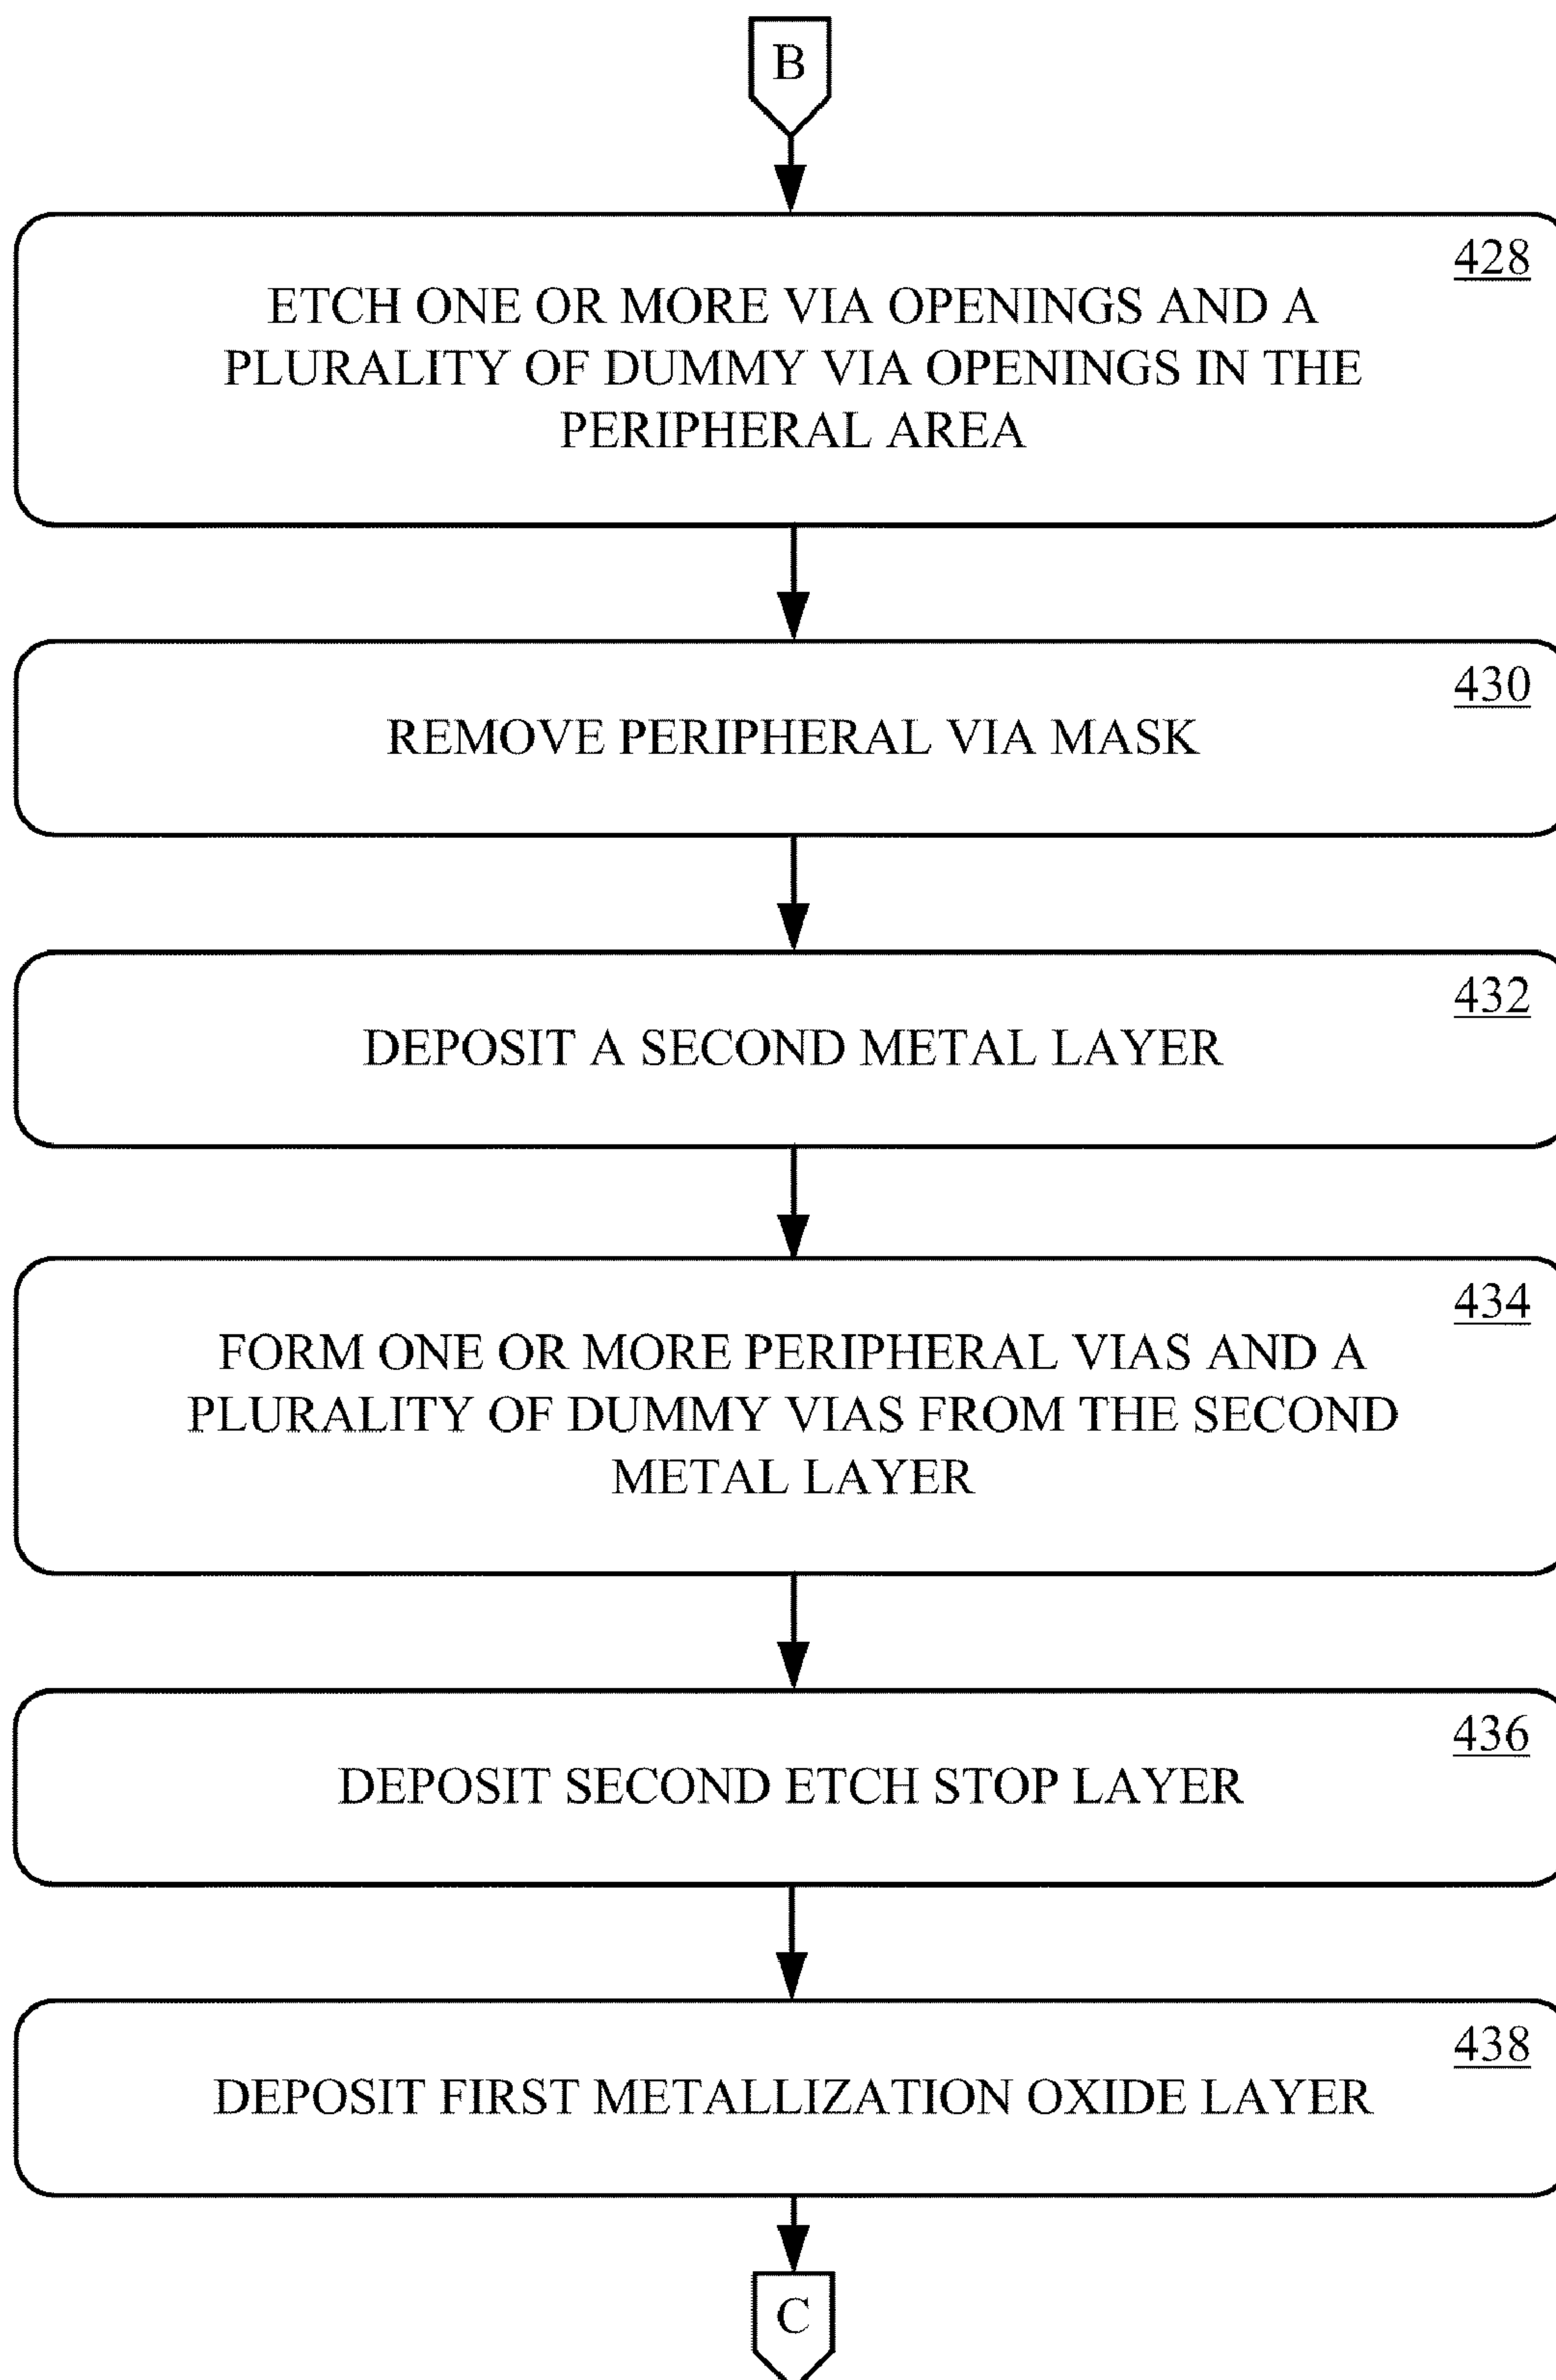 B
428
ETCH ONE OR MORE VIA OPENINGS AND A
PLURALITY OF DUMMY VIA OPENINGS IN THE
PERIPHERAL AREA
430
REMOVE PERIPHERAL VIA MASK
432
DEPOSIT A SECOND METAL LAYER
434
FORM ONE OR MORE PERIPHERAL VIAS AND A
PLURALITY OF DUMMY VIAS FROM THE SECOND
METAL LAYER
436
DEPOSIT SECOND ETCH STOP LAYER
438
DEPOSIT FIRST METALLIZATION OXIDE LAYER
C